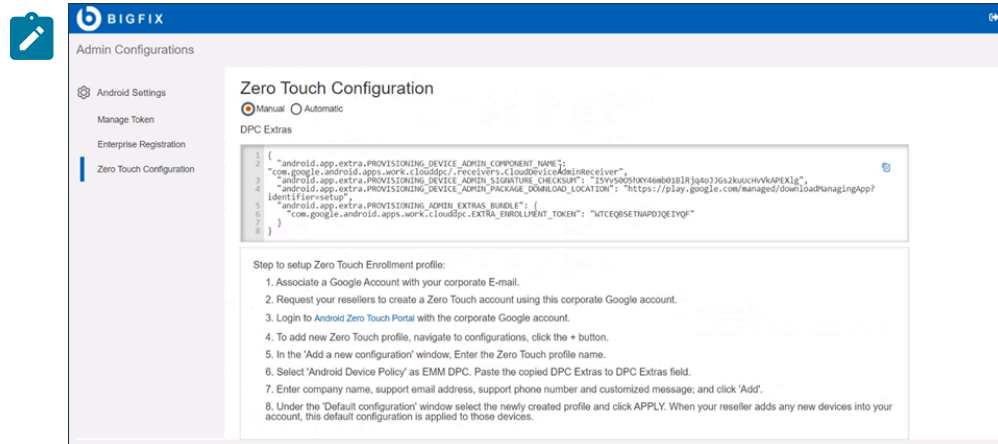 BIGFIX
Admin Configurations
Android Settings
Manage Token
Enterprise Registration
Zero Touch Configuration
Zero Touch Configuration
Manual Automatic
DPC Extras
1 {
2 "android.app.extra.PROVISIONING_DEVICE_ADMIN_COMPONENT_NAME":
"com.google.android.apps.work.clouddpc/.receivers.CloudDeviceAdminReceiver",
3 "android.app.extra.PROVISIONING_DEVICE_ADMIN_SIGNATURE_CHECKSUM":
4 "android.app.extra.PROVISIONING_DEVICE_ADMIN_PACKAGE_DOWNLOAD_LOCATION": "https://play.google.com/managed/downloadManagingApp?
identifier=setup",
5 "android.app.extra.PROVISIONING_ADMIN_EXTRAS_BUNDLE": {
6 "com.google.android.apps.work.clouddpc.EXTRA_ENROLLMENT_TOKEN": "WTCEQBSETNAPDJQEIYQF"
7 }
8 }
Step to setup Zero Touch Enrollment profile:
1. Associate a Google Account with your corporate E-mail.
2. Request your resellers to create a Zero Touch account using this corporate Google account.
3. Login to Android Zero Touch Portal with the corporate Google account.
4. To add new Zero Touch profile, navigate to configurations, click the + button.
5. In the 'Add a new configuration' window, Enter the Zero Touch profile name.
6. Select 'Android Device Policy' as EMM DPC. Paste the copied DPC Extras to DPC Extras field.
7. Enter company name, support email address, support phone number and customized message; and click 'Add'.
8. Under the 'Default configuration' window select the newly created profile and click APPLY. When your reseller adds any new devices into your
account, this default configuration is applied to those devices.